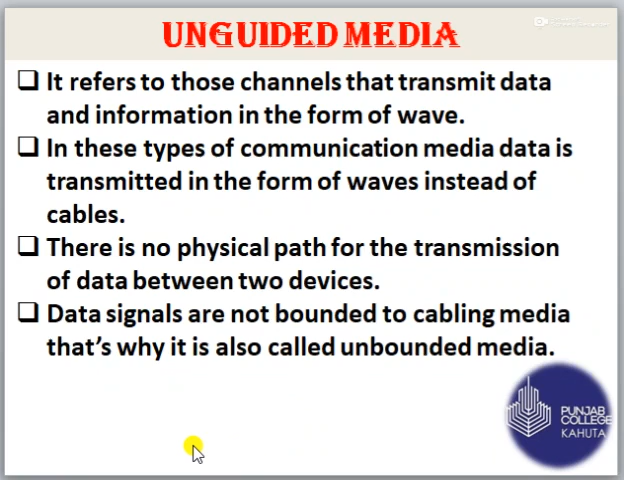 UNGUIDED MEDIA
It refers to those channels that transmit data
and information in the form of wave.
In these types of communication media data is
transmitted in the form of waves instead of
cables.
There is no physical path for the transmission
of data between two devices.
Data signals are not bounded to cabling media
that's why it is also called unbounded media.
PUNJAB
COLLEGE
KAHUTA